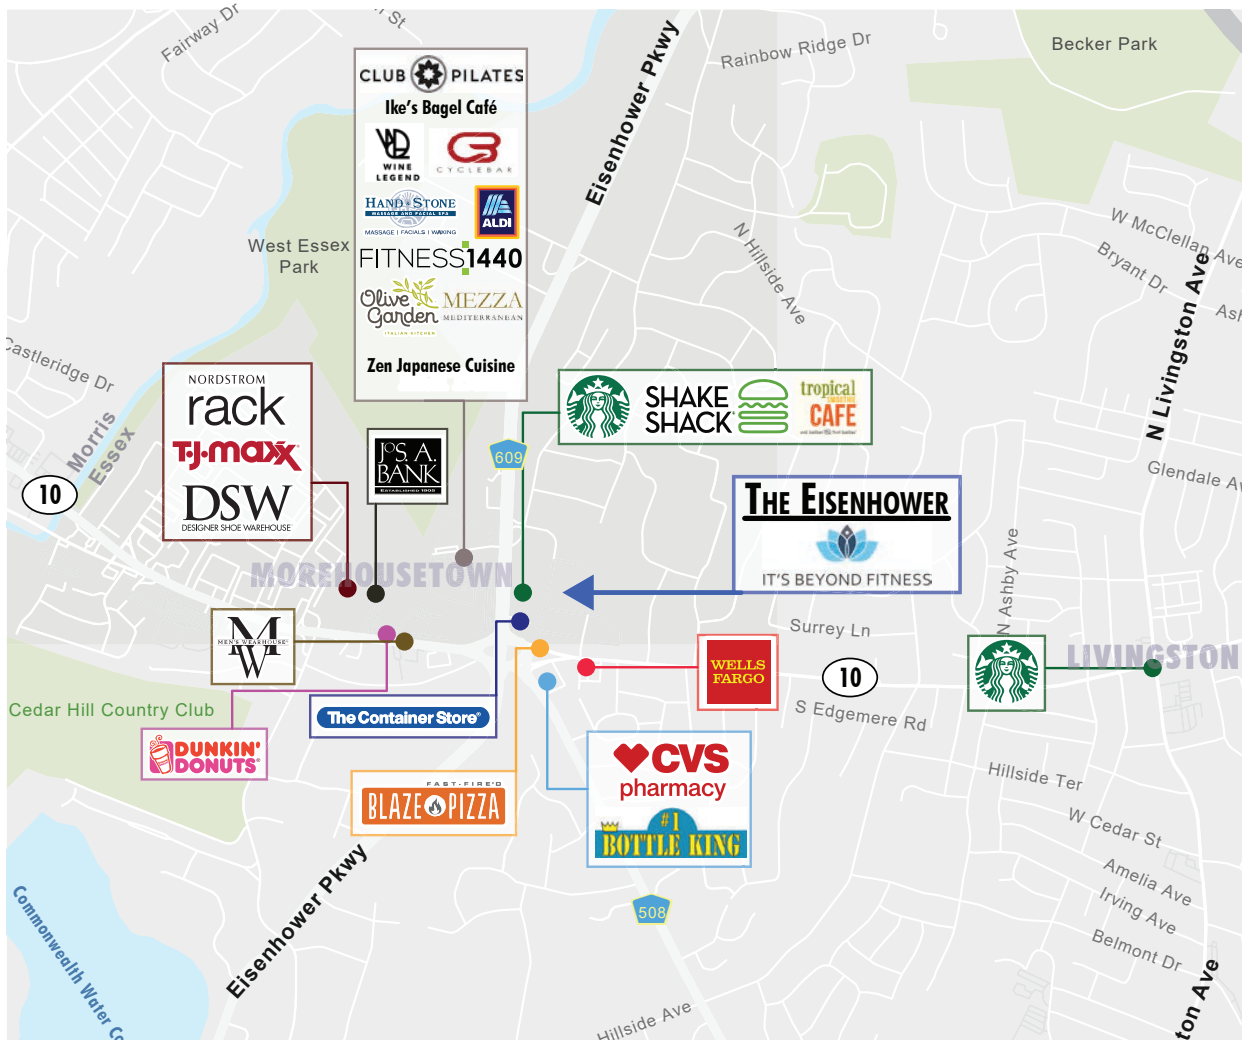 Fairway Dr
n St
Eisenhower Pkwy
Rainbow Ridge Dr
Becker Park
CLUB PILATES
Ike's Bagel Café
WINE
LEGEND
CYCLEBAR
HAND & STONE
MASSAGE AND FACIAL SPA
MASSAGE | FACIALS | WAXING
ALDI
FITNESS 1440
Olive
Garden
ITALIAN KITCHEN
MEZZA
MEDITERRANEAN
Zen Japanese Cuisine
West Essex
Park
N Hillside Ave
W McClellan Ave
Bryant Dr
Ash
N Livingston Ave
Castleridge Dr
Morris
Essex
10
NORDSTROM
rack
T·J·maxx
DSW
DESIGNER SHOE WAREHOUSE
JoS. A.
BANK
ESTABLISHED 1905
609
SHAKE
SHACK
tropical
SMOOTHIE
CAFE
Glendale Av
THE EISENHOWER
IT'S BEYOND FITNESS
MOREHOUSETOWN
N Ashby Ave
MW
MEN'S WEARHOUSE
Surrey Ln
WELLS
FARGO
10
LIVINGSTON
S Edgemere Rd
Cedar Hill Country Club
The Container Store®
DUNKIN'
DONUTS
FAST-FIRE'D
BLAZE PIZZA
CVS
pharmacy
#1
BOTTLE KING
Hillside Ter
W Cedar St
Amelia Ave
Irving Ave
Belmont Dr
Eisenhower Pkwy
Commonwealth Water Co
508
Hillside Ave
ton Ave